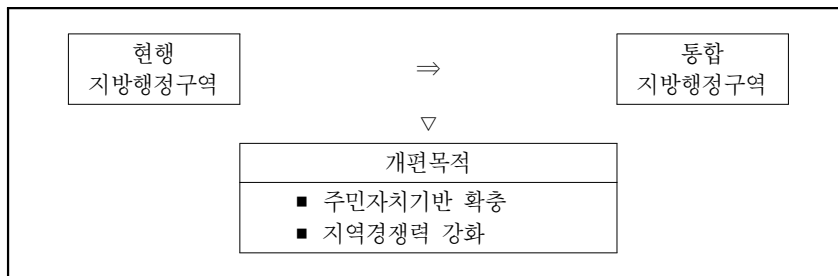 현행
지방행정구역
⇒
통합
지방행정구역
▽
개편목적
■ 주민자치기반 확충
■ 지역경쟁력 강화